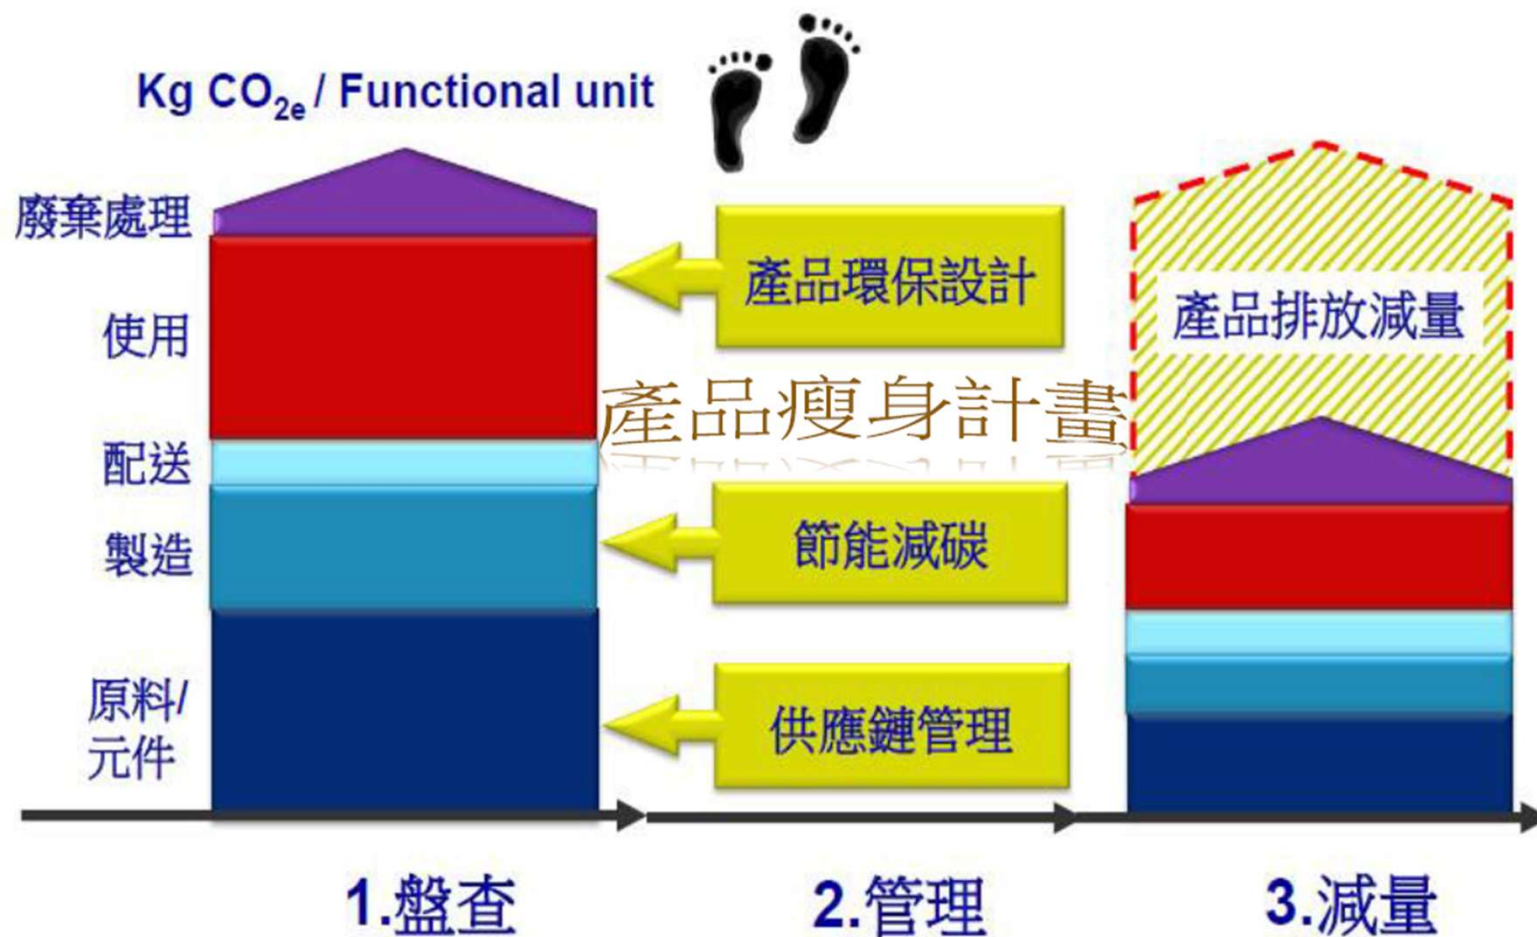 Kg CO2e / Functional unit
廢棄處理
使用
配送
製造
原料/
元件
產品環保設計
產品瘦身計畫
節能減碳
供應鏈管理
產品排放減量
1.盤查
2.管理
3.減量